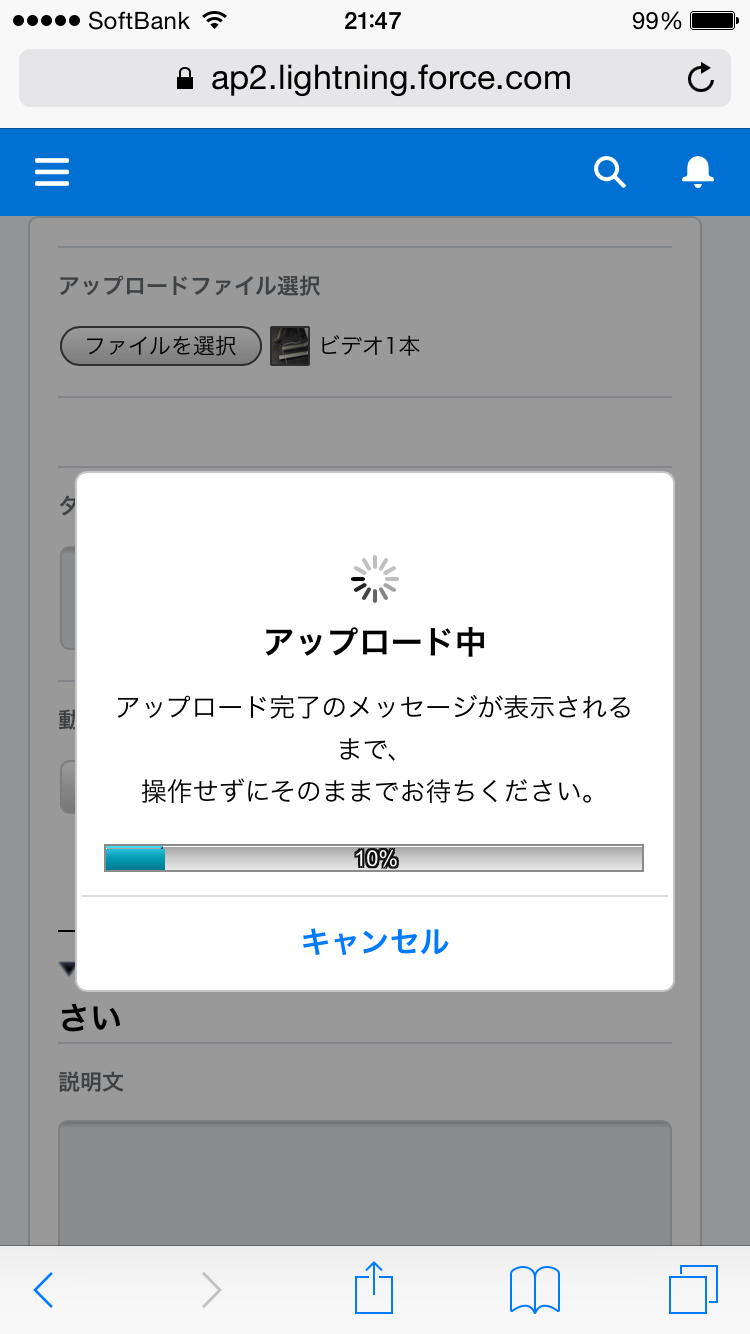 SoftBank 21:47 99%
ap2.lightning.force.com
アップロードファイル選択
ファイルを選択 ビデオ1本
タ
アップロード中
アップロード完了のメッセージが表示される
まで、
操作せずにそのままでお待ちください。
動
10%
キャンセル
さい
説明文